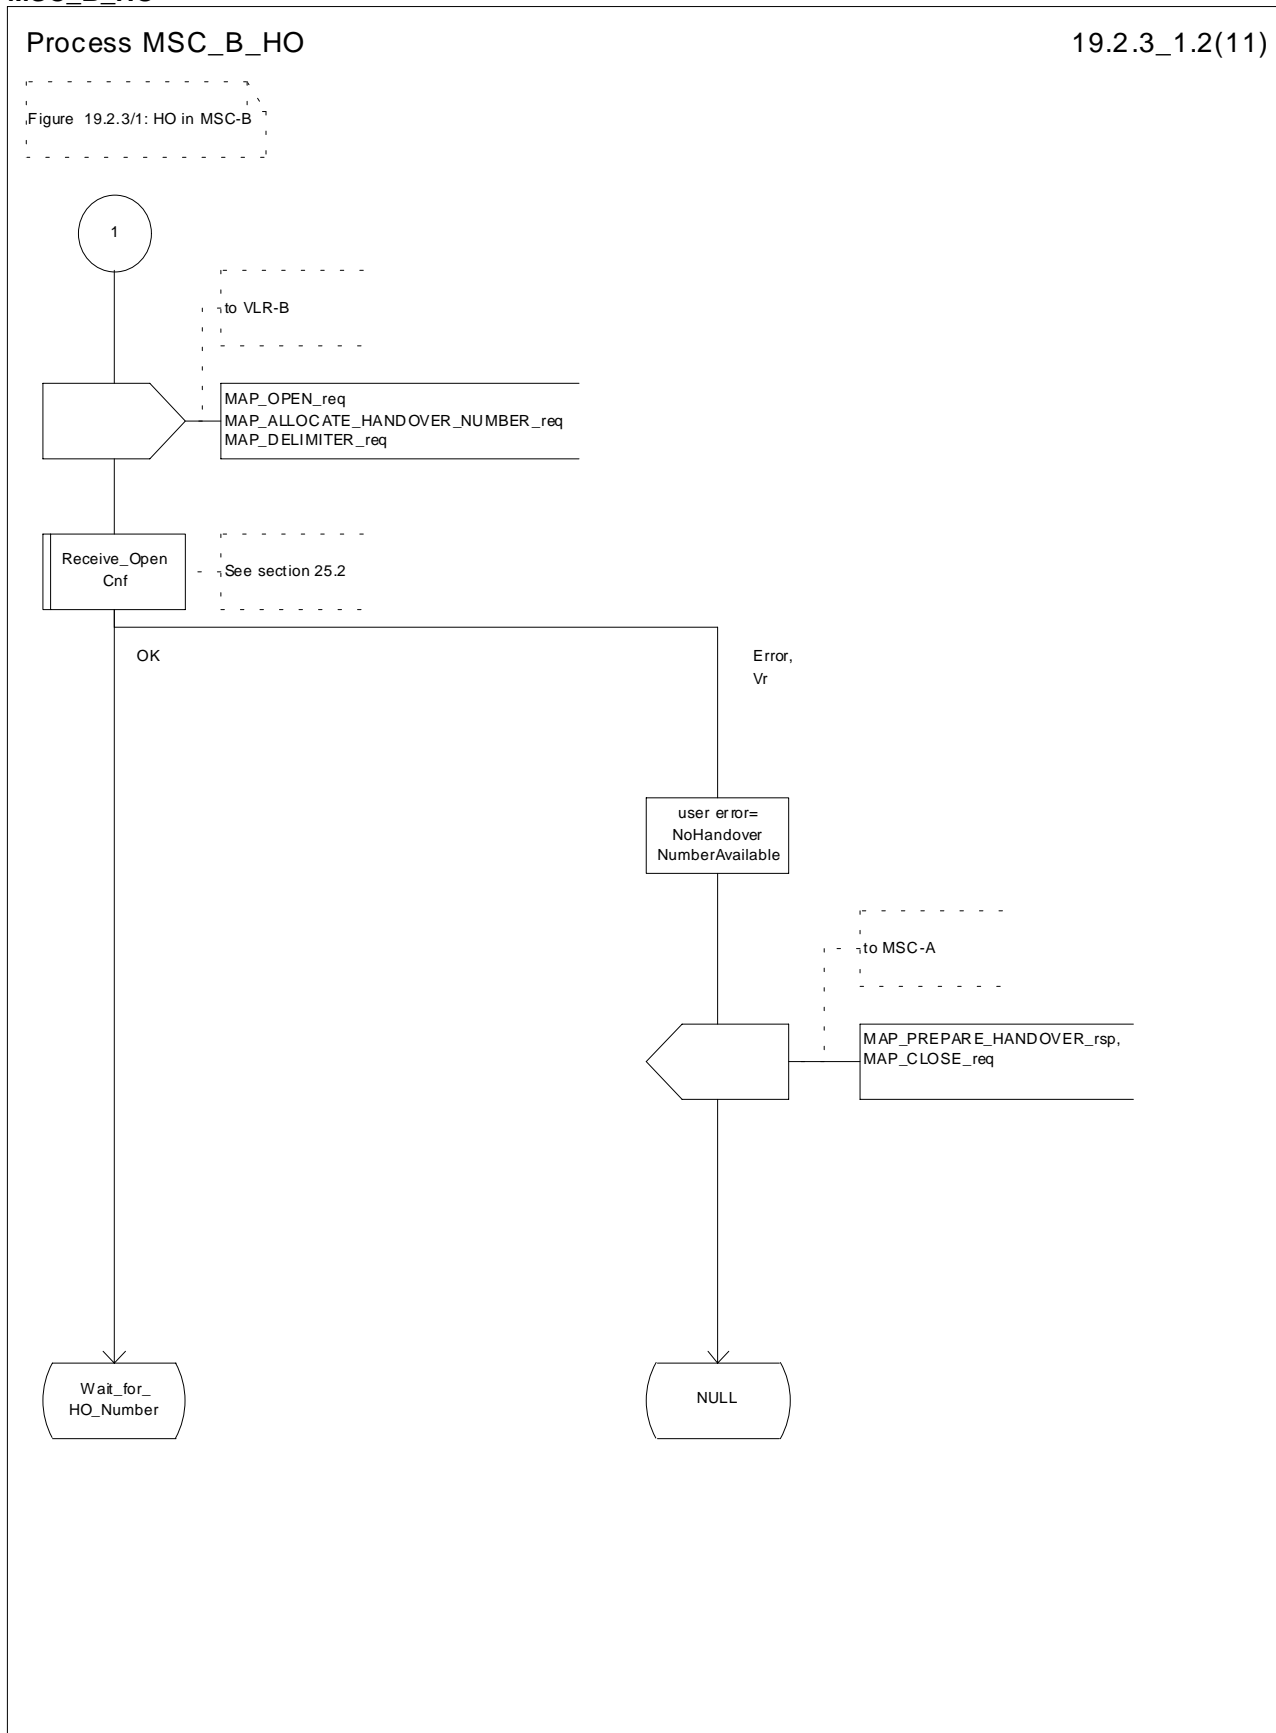 Process MSC_B_HO
19.2.3_1.2(11)
Figure 19.2.3/1: HO in MSC-B
1
to VLR-B
MAP_OPEN_req
MAP_ALLOCATE_HANDOVER_NUMBER_req
MAP_DELIMITER_req
Receive_Open
Cnf
See section 25.2
OK
Error,
Vr
user error=
NoHandover
NumberAvailable
to MSC-A
MAP_PREPARE_HANDOVER_rsp,
MAP_CLOSE_req
Wait_for_
HO_Number
NULL